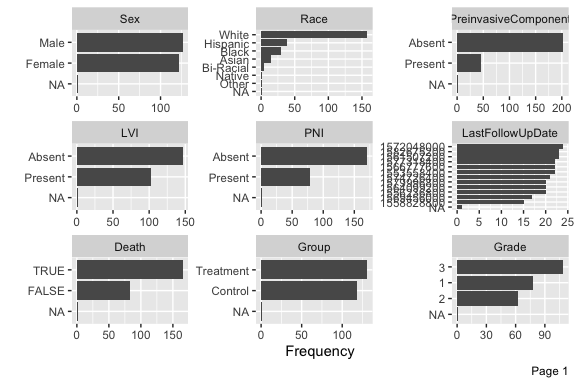 Sex
Male
Female
NA
0
50
100
Race
White
Hispanic
Black
Asian
Bi-Racial
Native
Other
NA
0
50
100
150
PreinvasiveComponent
Absent
Present
NA
0
50
100
150
200
LVI
Absent
Present
NA
0
50
100
150
PNI
Absent
Present
NA
0
50
100
150
LastFollowUpDate
1572048000
NA
0
5
10
15
20
25
Death
TRUE
FALSE
NA
0
50
100
150
Group
Treatment
Control
NA
0
50
100
Grade
3
1
2
NA
0
30
60
90
Frequency
Page 1